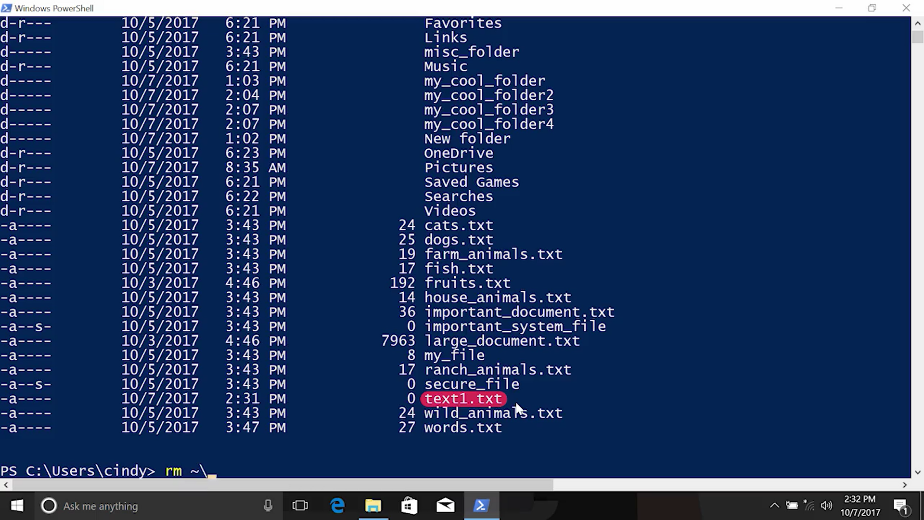 Windows PowerShell
d-r--- 10/5/2017 6:21 PM Favorites
d-r--- 10/5/2017 6:21 PM Links
d----- 10/5/2017 3:43 PM misc_folder
d-r--- 10/5/2017 6:21 PM Music
d----- 10/7/2017 1:03 PM my_cool_folder
d----- 10/7/2017 2:04 PM my_cool_folder2
d----- 10/7/2017 2:07 PM my_cool_folder3
d----- 10/7/2017 2:07 PM my_cool_folder4
d----- 10/7/2017 1:02 PM New folder
d-r--- 10/5/2017 6:23 PM OneDrive
d-r--- 10/7/2017 8:35 AM Pictures
d-r--- 10/5/2017 6:21 PM Saved Games
d-r--- 10/5/2017 6:22 PM Searches
d-r--- 10/5/2017 6:21 PM Videos
-a---- 10/5/2017 3:43 PM 24 cats.txt
-a---- 10/5/2017 3:43 PM 25 dogs.txt
-a---- 10/5/2017 3:43 PM 19 farm_animals.txt
-a---- 10/5/2017 3:43 PM 17 fish.txt
-a---- 10/3/2017 4:46 PM 192 fruits.txt
-a---- 10/5/2017 3:43 PM 14 house_animals.txt
-a---- 10/5/2017 3:43 PM 36 important_document.txt
-a--s- 10/5/2017 3:43 PM 0 important_system_file
-a---- 10/3/2017 4:46 PM 7963 large_document.txt
-a---- 10/5/2017 3:43 PM 8 my_file
-a---- 10/5/2017 3:43 PM 17 ranch_animals.txt
-a--s- 10/5/2017 3:43 PM 0 secure_file
-a---- 10/7/2017 2:31 PM 0 text1.txt
-a---- 10/5/2017 3:43 PM 24 wild_animals.txt
-a---- 10/5/2017 3:47 PM 27 words.txt
PS C:\Users\cindy> rm ~\_
Ask me anything
2:32 PM
10/7/2017
1